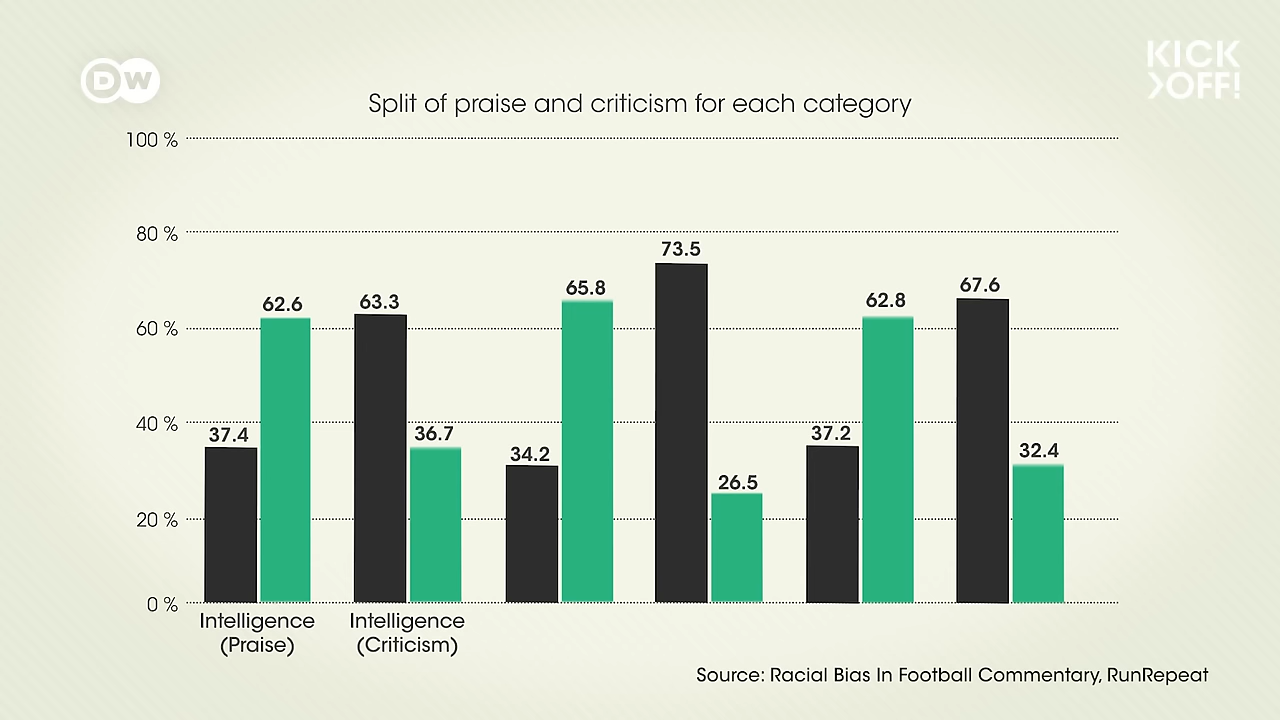 DW
KICK
OFF!
Split of praise and criticism for each category
100 %
80 %
60 %
40 %
20 %
0 %
37.4
62.6
63.3
36.7
34.2
65.8
73.5
26.5
37.2
62.8
67.6
32.4
Intelligence
(Praise)
Intelligence
(Criticism)
Source: Racial Bias In Football Commentary, RunRepeat